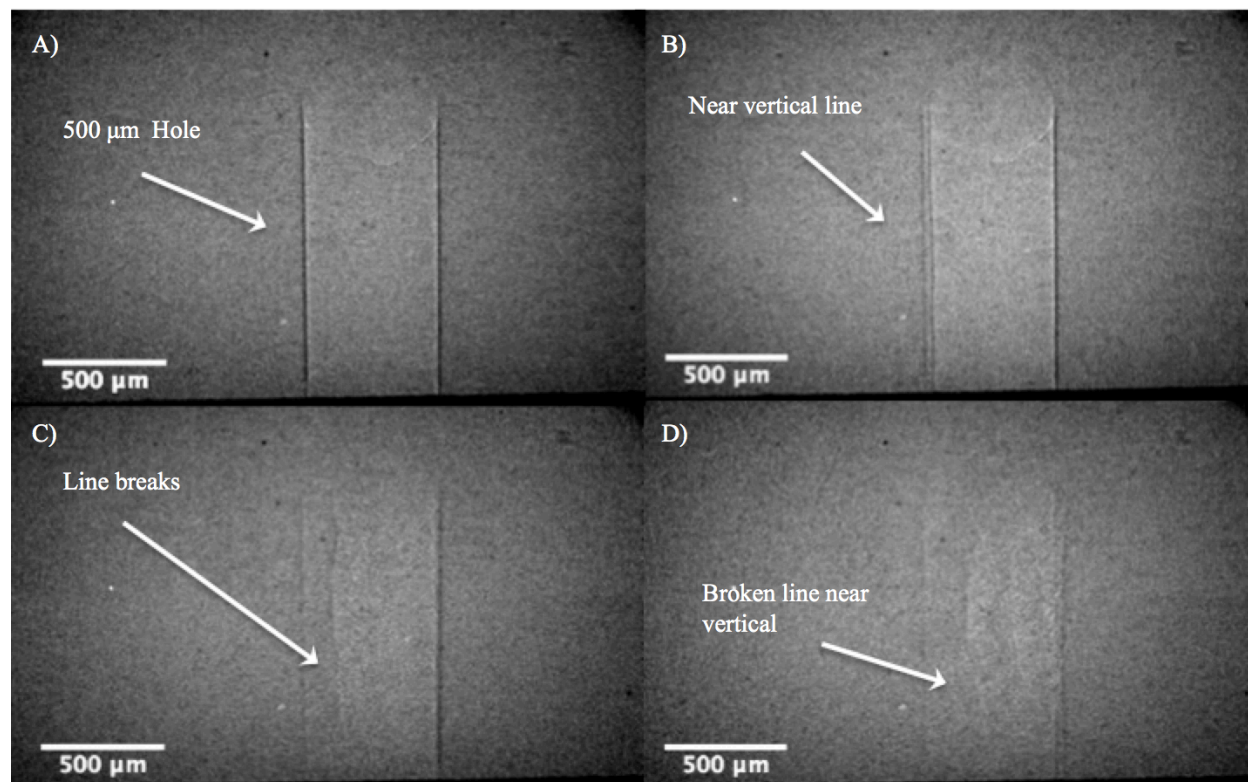 A)
500 μm  Hole
500 μm
B)
Near vertical line
500 μm
C)
Line breaks
500 μm
D)
Broken line near
vertical
500 μm